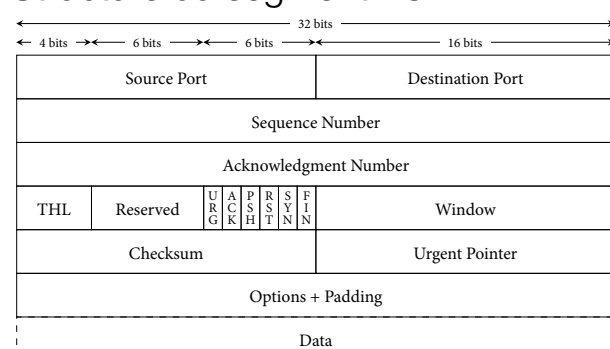 32 bits
4 bits 6 bits 6 bits 16 bits
Source Port Destination Port
Sequence Number
Acknowledgment Number
THL Reserved URG ACK PSH RST SYN FIN Window
Checksum Urgent Pointer
Options + Padding
Data